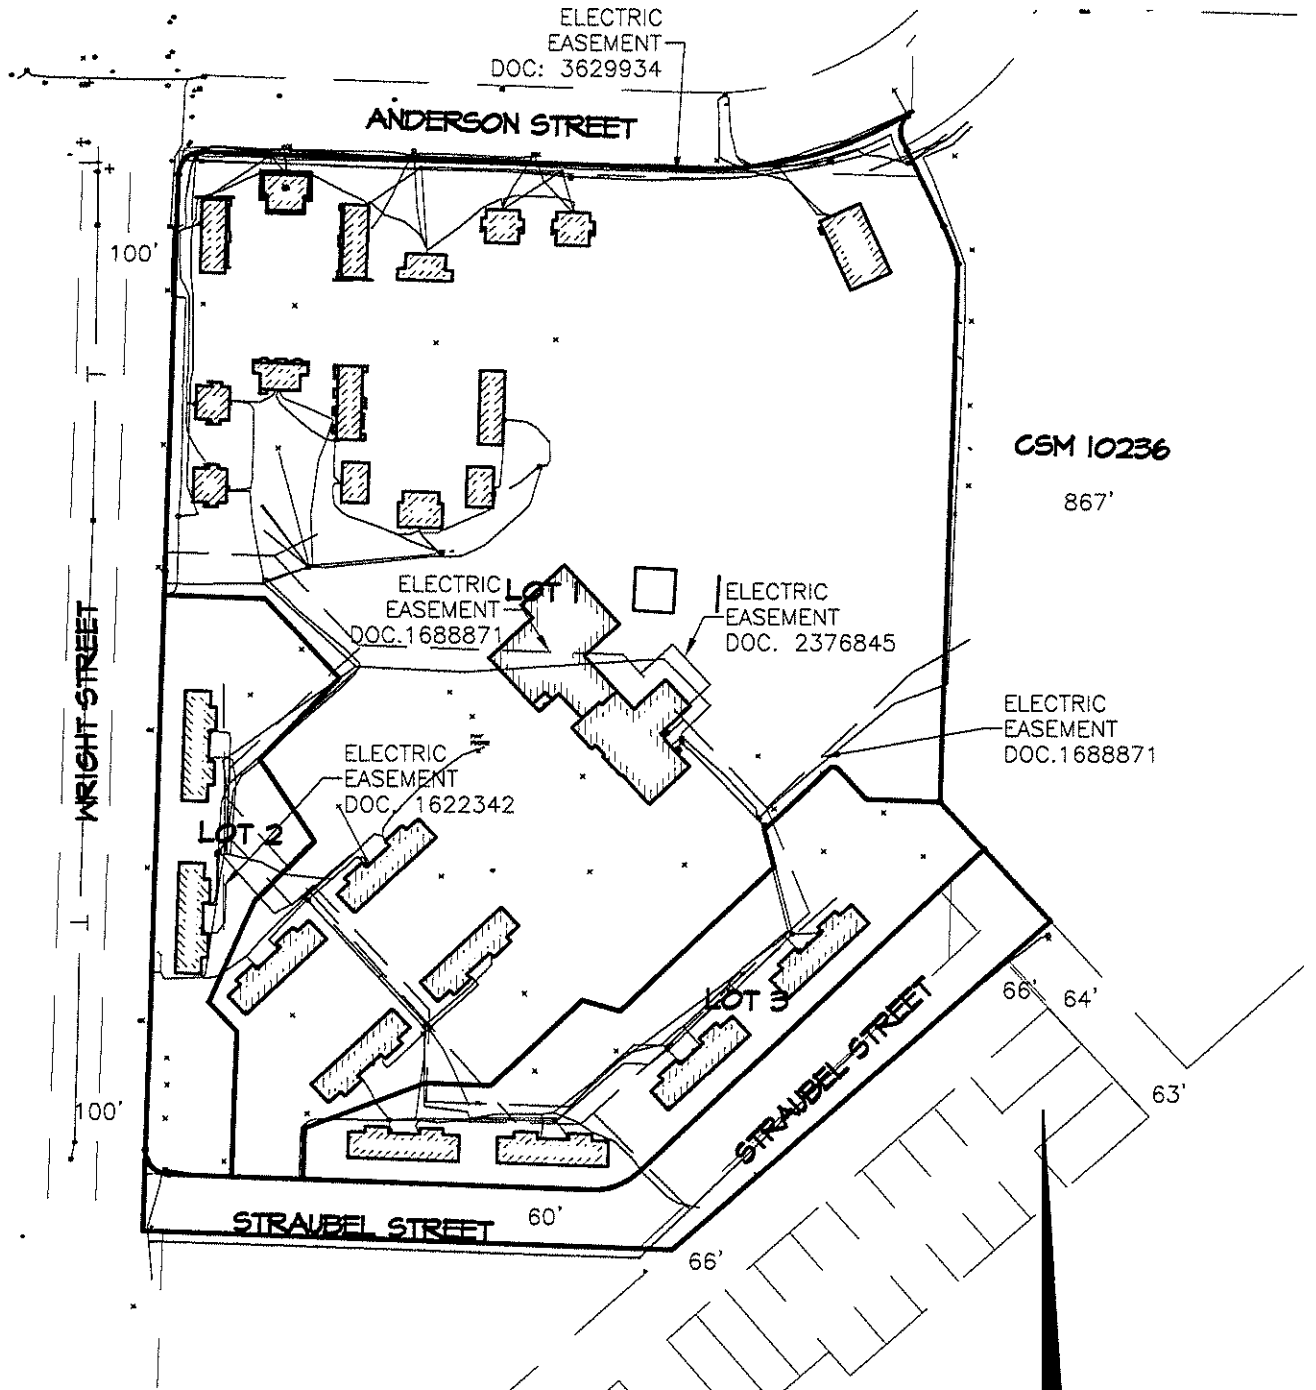 ELECTRIC
EASEMENT
DOC: 3629934
ANDERSON STREET
100'
CSM 10236
867'
ELECTRIC
EASEMENT
DOC.1688871
LOT 1
ELECTRIC
EASEMENT
DOC. 2376845
WRIGHT STREET
ELECTRIC
EASEMENT
DOC.1688871
ELECTRIC
EASEMENT
DOC. 1622342
LOT 2
LOT 3
66'
64'
63'
100'
STRAUBEL STREET
STRAUBEL STREET
60'
66'